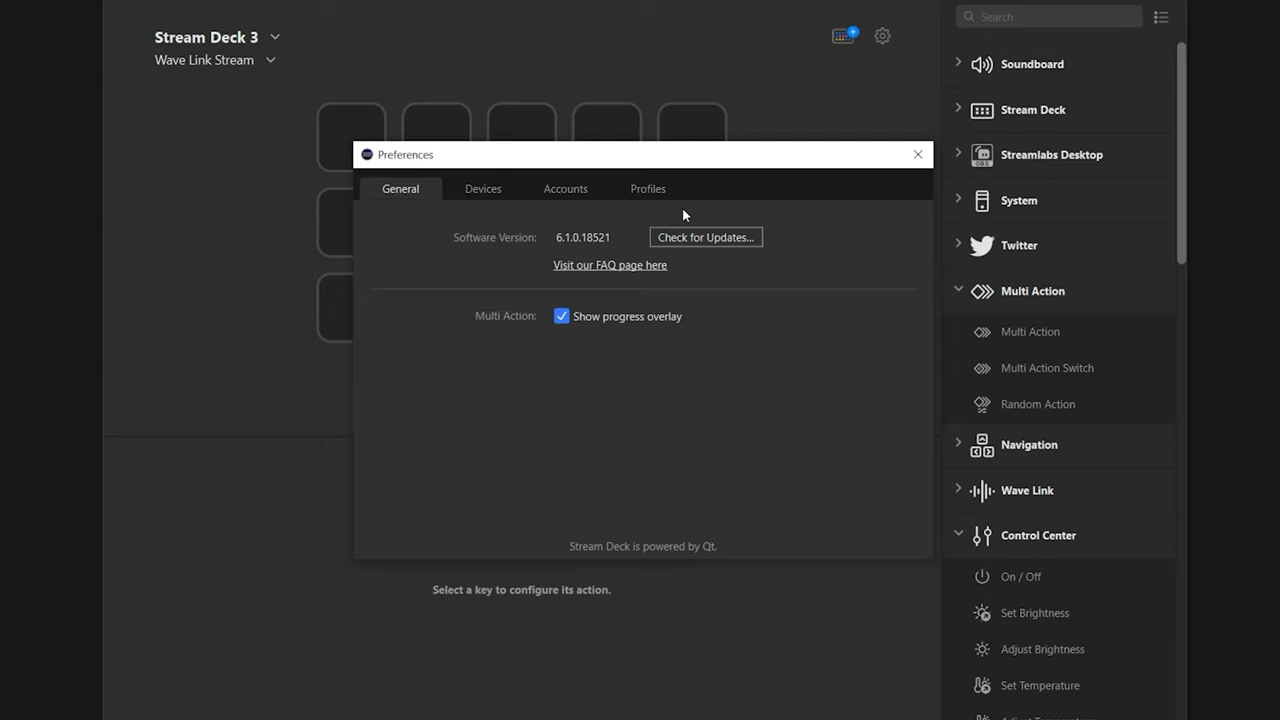 Stream Deck 3
Wave Link Stream
Search
Preferences
General
Devices
Accounts
Profiles
Software Version:
6.1.0.18521
Check for Updates...
Visit our FAQ page here
Multi Action:
Show progress overlay
Stream Deck is powered by Qt.
Select a key to configure its action.
Soundboard
Stream Deck
OBS
Streamlabs Desktop
System
Twitter
Multi Action
Multi Action
Multi Action Switch
Random Action
Navigation
Wave Link
Control Center
On / Off
Set Brightness
Adjust Brightness
Set Temperature